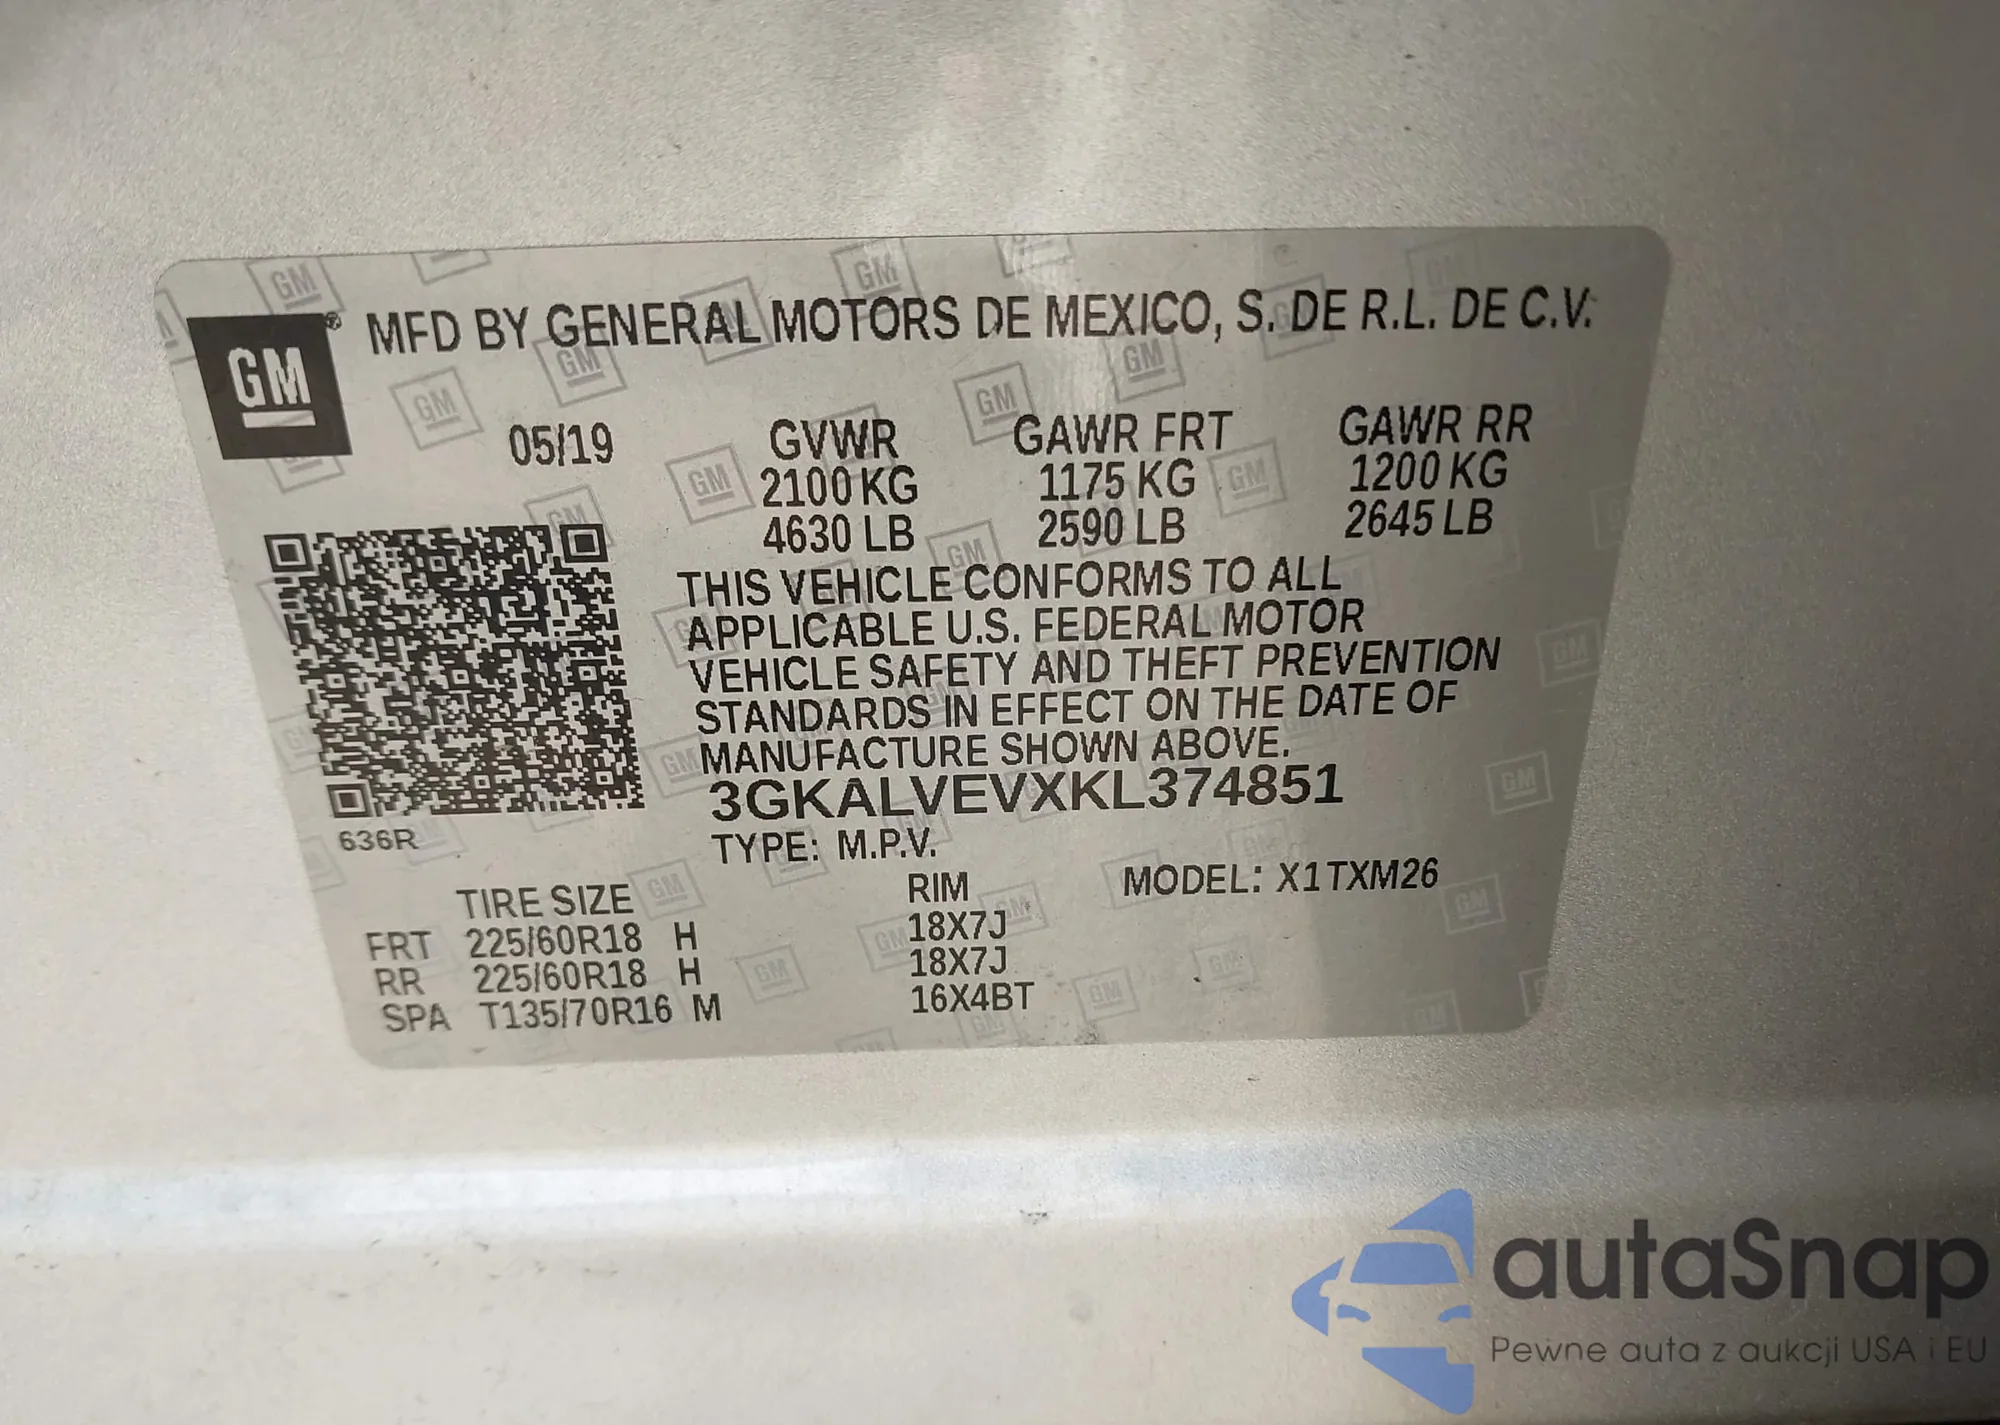 GM ® MFD BY GENERAL MOTORS DE MEXICO, S. DE R.L. DE C.V.
05/19 GVWR GAWR FRT GAWR RR
2100 KG 1175 KG 1200 KG
4630 LB 2590 LB 2645 LB
THIS VEHICLE CONFORMS TO ALL
APPLICABLE U.S. FEDERAL MOTOR
VEHICLE SAFETY AND THEFT PREVENTION
STANDARDS IN EFFECT ON THE DATE OF
MANUFACTURE SHOWN ABOVE.
3GKALVEVXKL374851
636R
TYPE: M.P.V.
TIRE SIZE RIM MODEL: X1TXM26
FRT 225/60R18 H 18X7J
RR 225/60R18 H 18X7J
SPA T135/70R16 M 16X4BT
autaSnap
Pewne auta z aukcji USA i EU